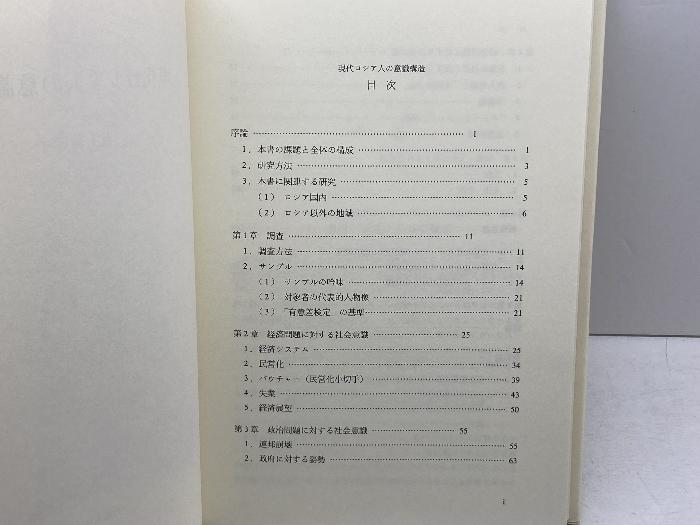 現代ロシア人の意識構造
目次
序論 1
1．本書の課題と全体の構成 1
2．研究方法 3
3．本書に関連する研究 5
（1） ロシア国内 5
（2） ロシア以外の地域 6
第1章 調査 11
1．調査方法 11
2．サンプル 14
（1） サンプルの吟味 14
（2） 対象者の代表的人物像 21
（3） 「有意差検定」の基準 21
第2章 経済問題に対する社会意識 25
1．経済システム 25
2．民営化 34
3．バウチャー（民営化小切手） 39
4．失業 43
5．経済展望 50
第3章 政治問題に対する社会意識 55
1．連邦崩壊 55
2．政府に対する姿勢 63
i